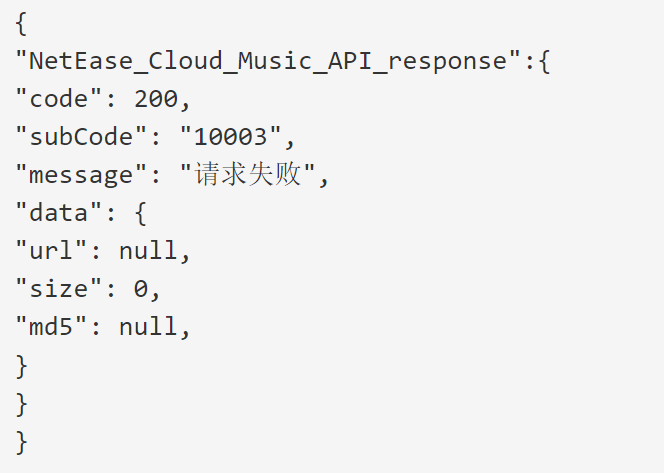 {
"NetEase_Cloud_Music_API_response":{
"code": 200,
"subCode": "10003",
"message": "请求失败",
"data": {
"url": null,
"size": 0,
"md5": null,
}
}
}